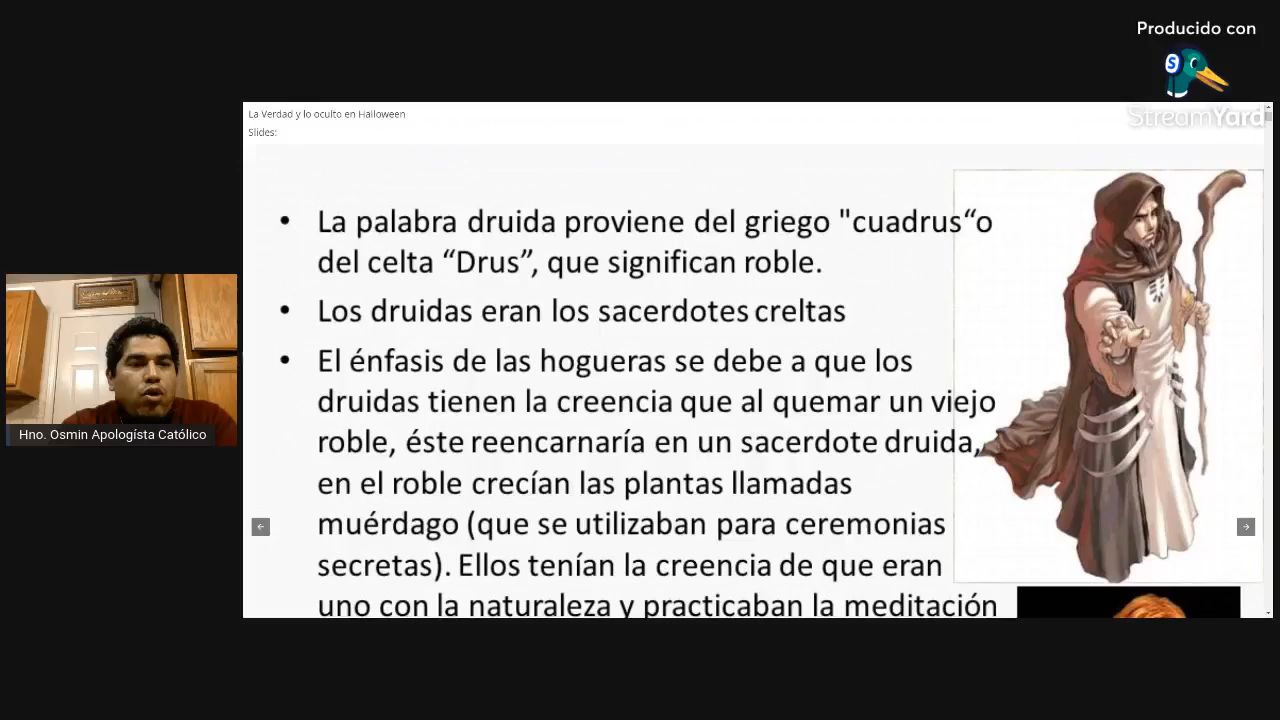 Producido con
S
StreamYard
La Verdad y lo oculto en Halloween
Slides:
• La palabra druida proviene del griego "cuadrus“o
del celta “Drus”, que significan roble.
• Los druidas eran los sacerdotes creltas
• El énfasis de las hogueras se debe a que los
druidas tienen la creencia que al quemar un viejo
roble, éste reencarnaría en un sacerdote druida,
en el roble crecían las plantas llamadas
muérdago (que se utilizaban para ceremonias
secretas). Ellos tenían la creencia de que eran
uno con la naturaleza y practicaban la meditación
Hno. Osmin Apologísta Católico